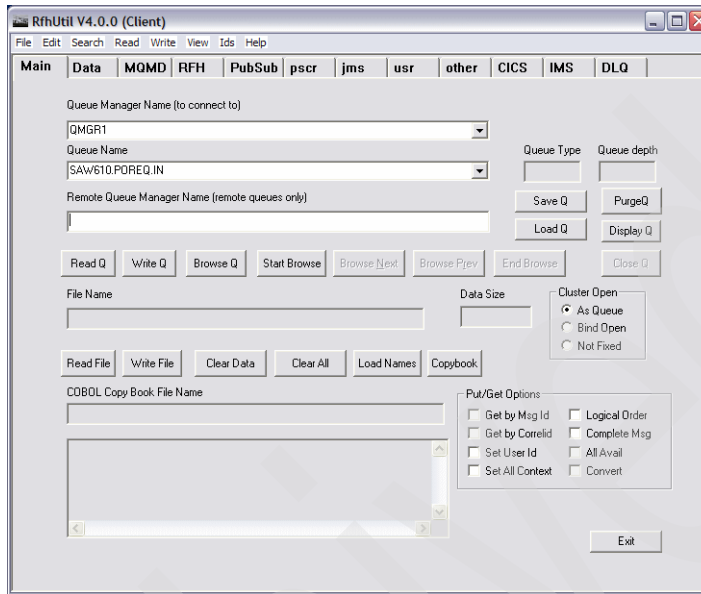 RfhUtil V4.0.0 (Client)
File Edit Search Read Write View Ids Help
Main Data MQMD RFH PubSub pscr jms usr other CICS IMS DLQ
Queue Manager Name (to connect to)
QMGR1
Queue Name
Queue Type Queue depth
SAW610.POREQ.IN
Remote Queue Manager Name (remote queues only)
Save Q PurgeQ
Load Q Display Q
Read Q Write Q Browse Q Start Browse Browse Next Browse Prev End Browse Close Q
File Name Data Size Cluster Open
As Queue
Bind Open
Not Fixed
Read File Write File Clear Data Clear All Load Names Copybook
COBOL Copy Book File Name
Put/Get Options
Get by Msg Id Logical Order
Get by Correlid Complete Msg
Set User Id All Avail
Set All Context Convert
Exit